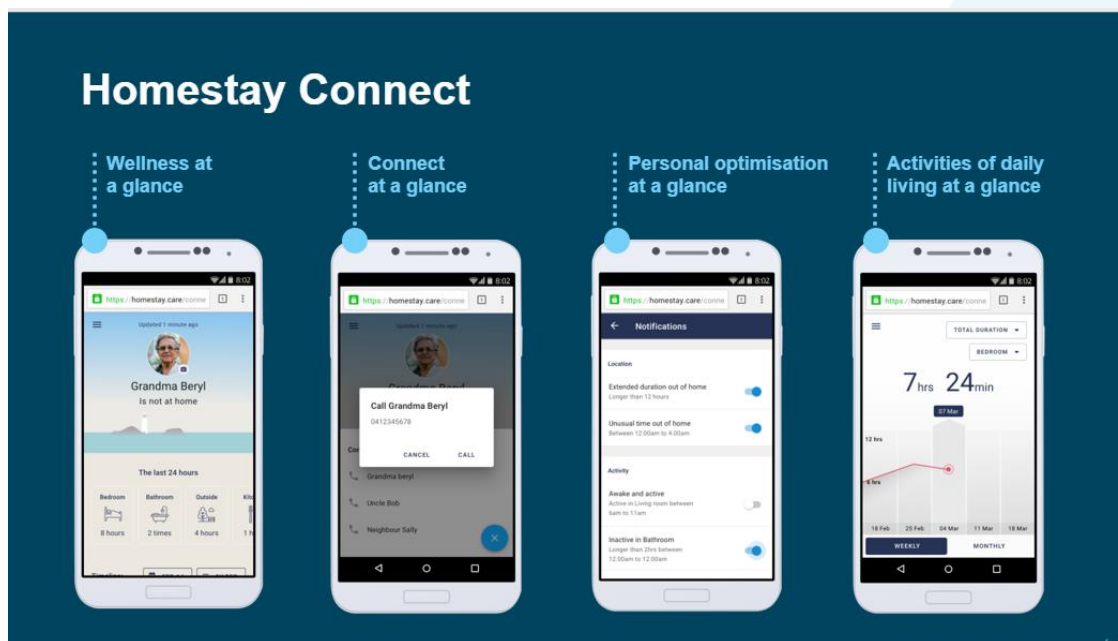 Homestay Connect
Wellness at
a glance
Connect
at a glance
Personal optimisation
at a glance
Activities of daily
living at a glance
8:02
https://homestay.care/conne
Updated 1 minute ago
Grandma Beryl
Is not at home
The last 24 hours
Bedroom Bathroom Outside
8 hours 2 times 4 hours
8:02
https://homestay.care/conne
Updated 1 minute ago
Grandma Beryl
Call Grandma Beryl
0412345678
CANCEL CALL
Grandma beryl
Uncle Bob
Neighbour Sally
8:02
https://homestay.care/conne
Notifications
Location
Extended duration out of home
Longer than 12 hours
Unusual time out of home
Between 12:00am to 4:00am
Activity
Awake and active
Active in Living room between
6am to 11am
Inactive in Bathroom
Longer than 2hrs between
12:00am to 12:00am
8:02
https://homestay.care/conne
TOTAL DURATION
BEDROOM
7hrs 24min
07 Mar
12 hrs
6 hrs
18 Feb 25 Feb 04 Mar 11 Mar 18 Mar
WEEKLY MONTHLY